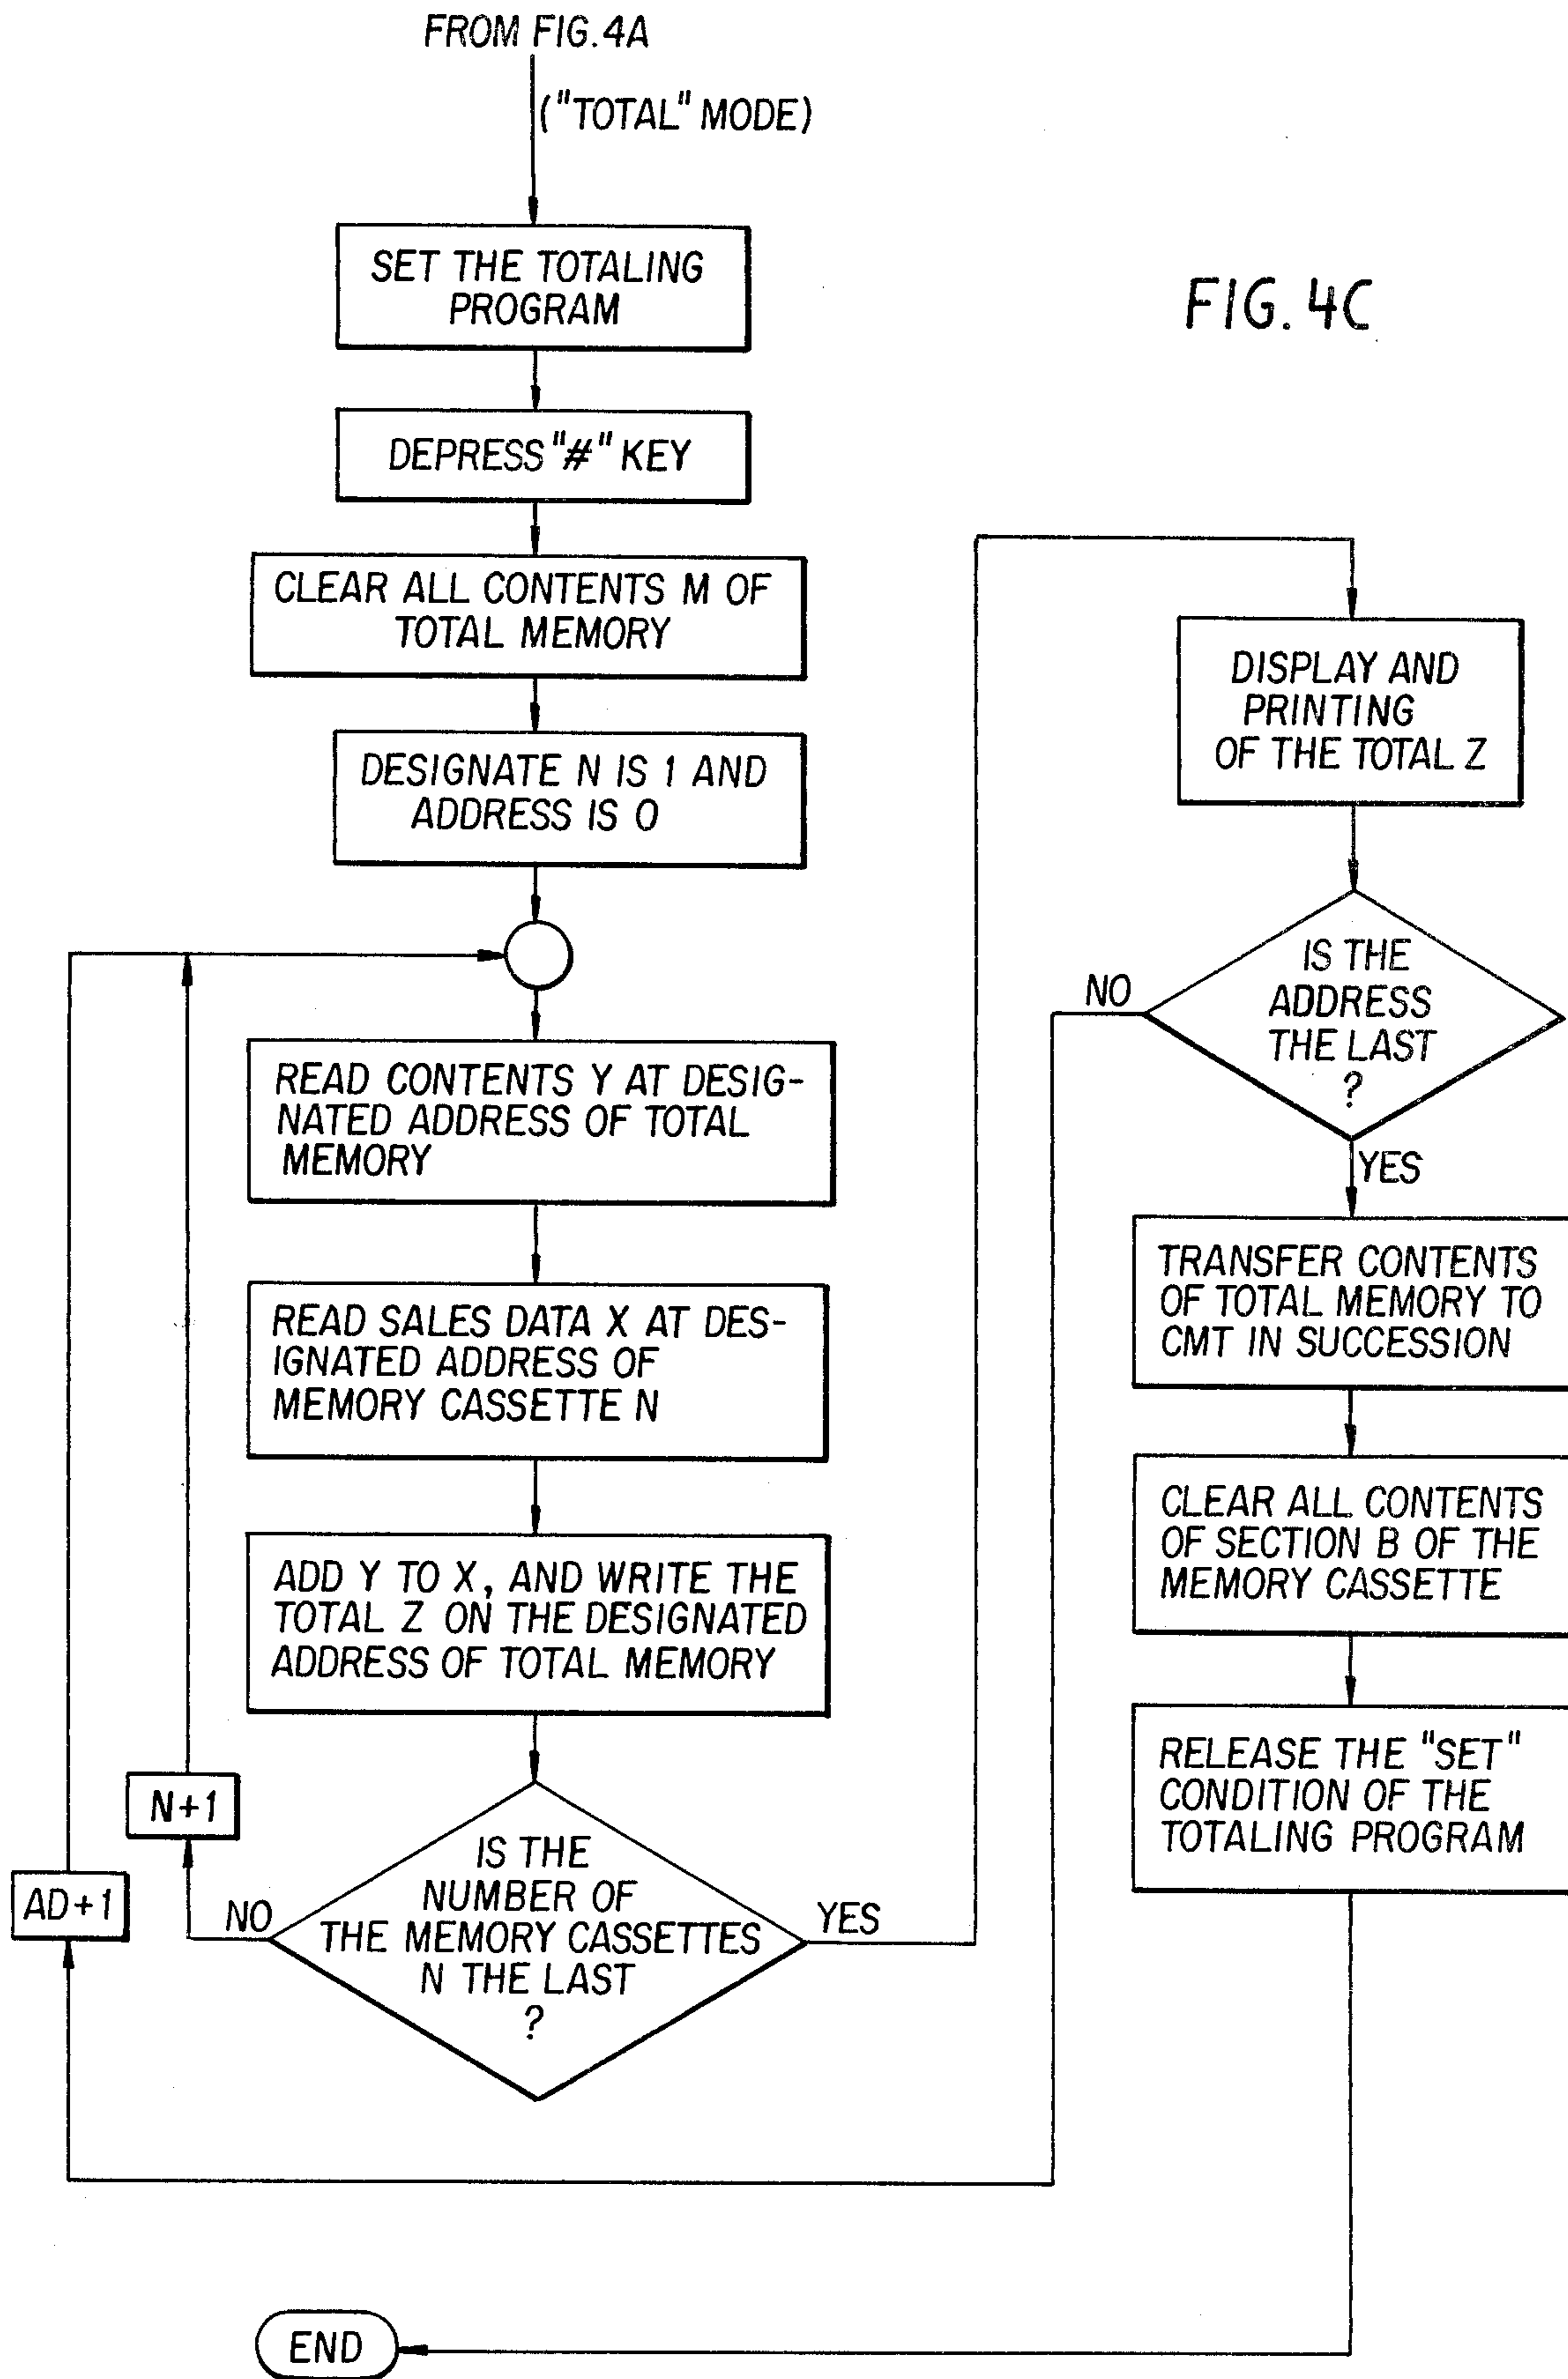 FROM FIG. 4A
("TOTAL" MODE)
SET THE TOTALING
PROGRAM
FIG. 4C
DEPRESS "#" KEY
CLEAR ALL CONTENTS M OF
TOTAL MEMORY
DESIGNATE N IS 1 AND
ADDRESS IS 0
READ CONTENTS Y AT DESIG-
NATED ADDRESS OF TOTAL
MEMORY
READ SALES DATA X AT DES-
IGNATED ADDRESS OF
MEMORY CASSETTE N
ADD Y TO X, AND WRITE THE
TOTAL Z ON THE DESIGNATED
ADDRESS OF TOTAL MEMORY
N+1
AD+1
NO
IS THE
NUMBER OF
THE MEMORY CASSETTES
N THE LAST
?
YES
DISPLAY AND
PRINTING
OF THE TOTAL Z
NO
IS THE
ADDRESS
THE LAST
?
YES
TRANSFER CONTENTS
OF TOTAL MEMORY TO
CMT IN SUCCESSION
CLEAR ALL CONTENTS
OF SECTION B OF THE
MEMORY CASSETTE
RELEASE THE "SET"
CONDITION OF THE
TOTALING PROGRAM
END